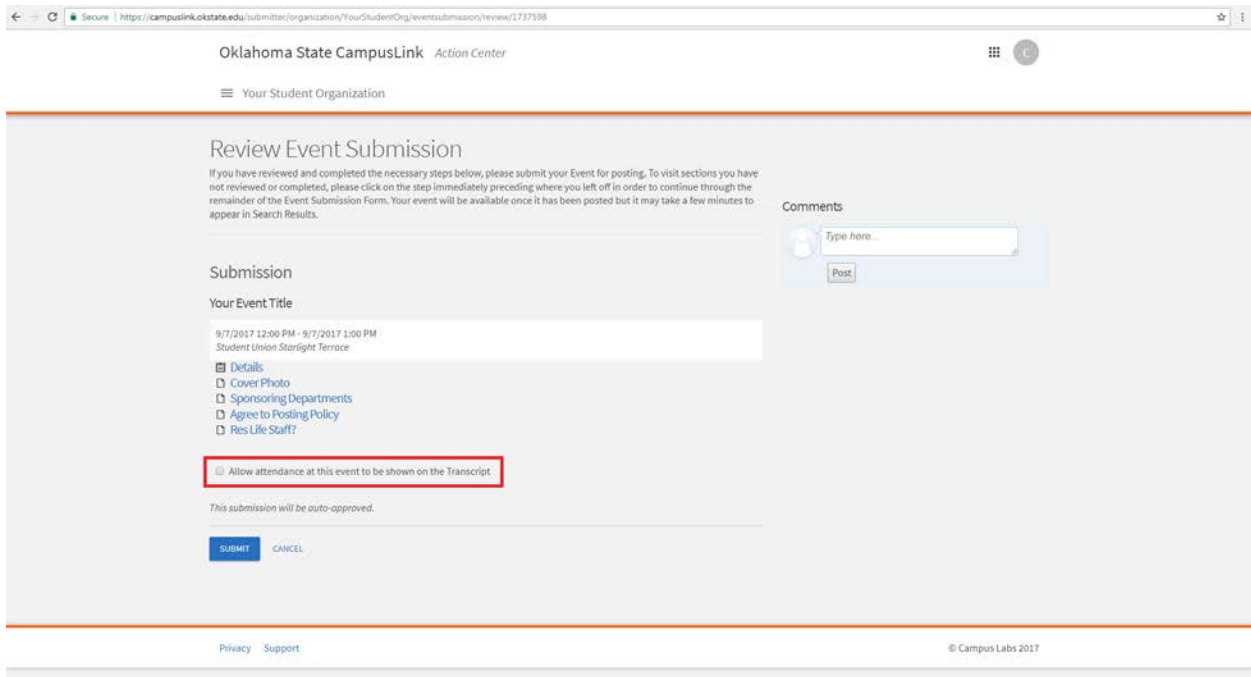 Secure | https://campuslink.okstate.edu/submitter/organization/YourStudentOrg/eventsubmission/review/1737598
Oklahoma State CampusLink Action Center
C
Your Student Organization
Review Event Submission
If you have reviewed and completed the necessary steps below, please submit your Event for posting. To visit sections you have
not reviewed or completed, please click on the step immediately preceding where you left off in order to continue through the
remainder of the Event Submission Form. Your event will be available once it has been posted but it may take a few minutes to
appear in Search Results.
Comments
Type here...
Post
Submission
Your Event Title
9/7/2017 12:00 PM - 9/7/2017 1:00 PM
Student Union Starlight Terrace
Details
Cover Photo
Sponsoring Departments
Agree to Posting Policy
Res Life Staff?
Allow attendance at this event to be shown on the Transcript
This submission will be auto-approved.
SUBMIT CANCEL
Privacy Support
© Campus Labs 2017